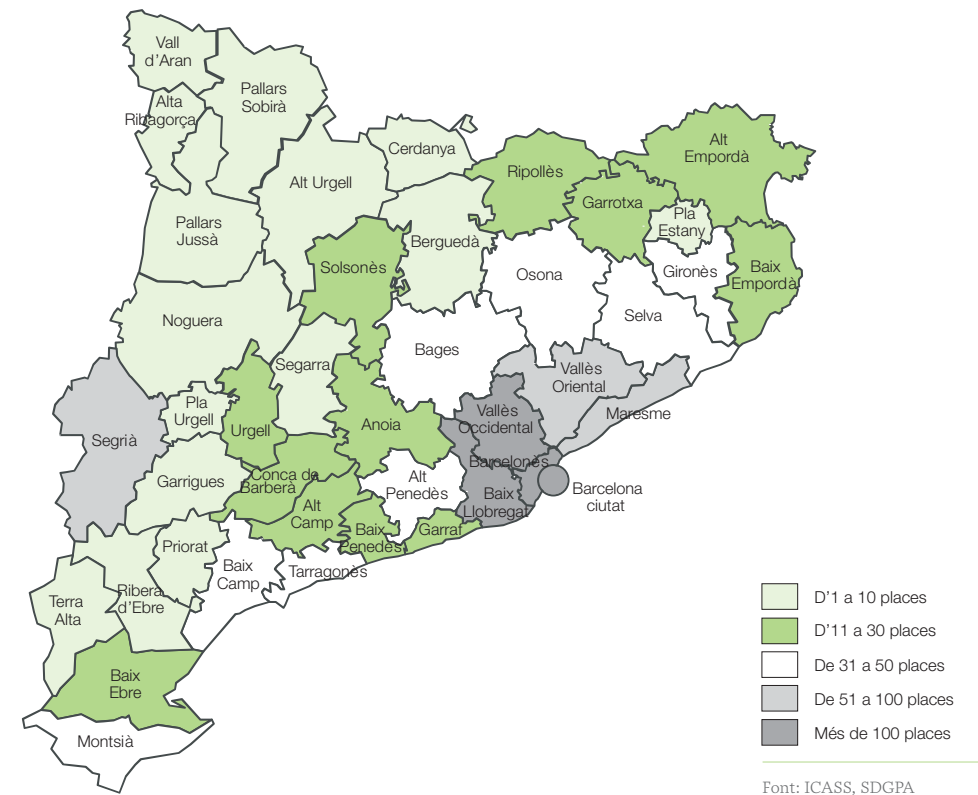 Vall
d'Aran
Alta
Ribagorça
Pallars
Sobirà
Cerdanya
Alt Urgell
Ripollès
Alt
Empordà
Garrotxa
Pla
Estany
Pallars
Jussà
Berguedà
Solsonès
Osona
Gironès
Baix
Empordà
Noguera
Selva
Bages
Segarra
Vallès
Oriental
Pla
Urgell
Urgell
Anoia
Vallès
Occidental
Maresme
Segrià
Barcelonès
Garrigues
Conca de
Barberà
Alt
Penedès
Baix
Llobregat
Barcelona
ciutat
Alt
Camp
Baix
Penedès
Garraf
Priorat
Baix
Camp
Tarragonès
Terra
Alta
Ribera
d'Ebre
Baix
Ebre
Montsià
D'1 a 10 places
D'11 a 30 places
De 31 a 50 places
De 51 a 100 places
Més de 100 places
Font: ICASS, SDGPA